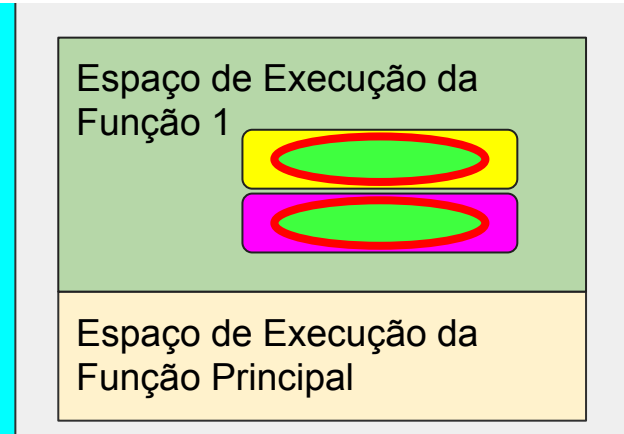 Espaço de Execução da
Função 1
Espaço de Execução da
Função Principal